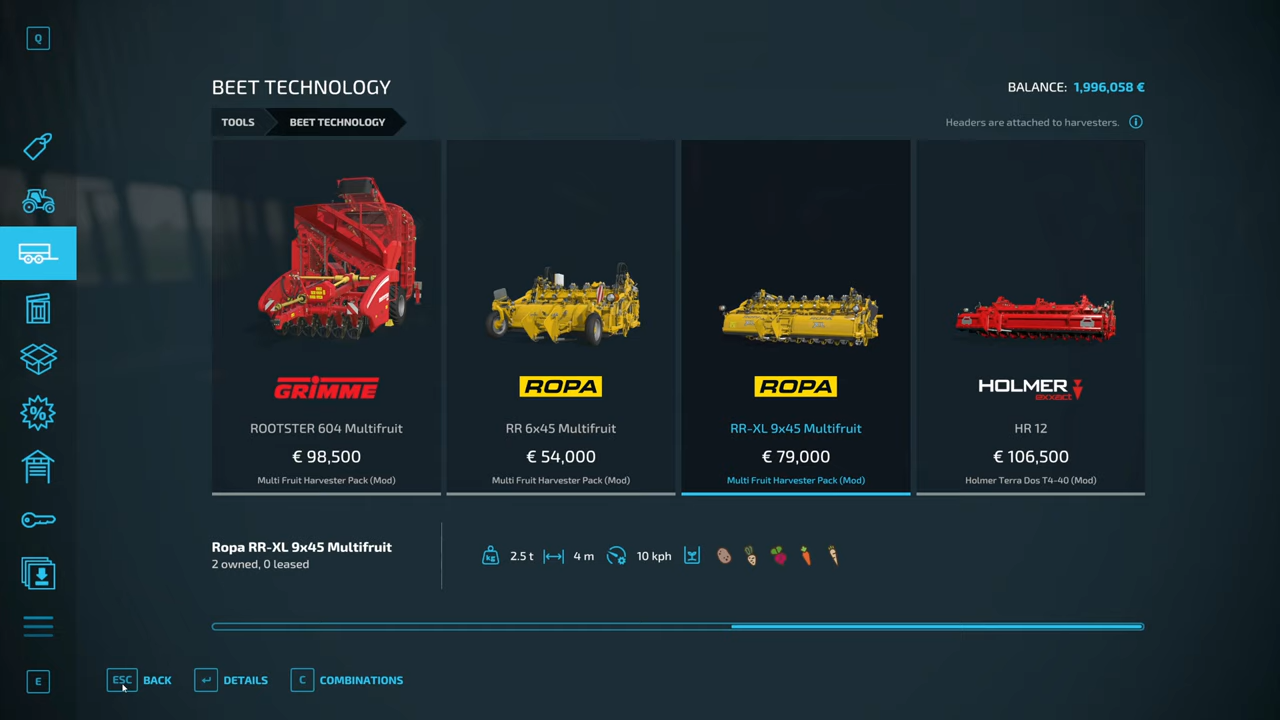 Q
BEET TECHNOLOGY
BALANCE: 1,996,058 €
TOOLS BEET TECHNOLOGY
Headers are attached to harvesters.
GRIMME
ROPA
ROPA
HOLMER
exxact
ROOTSTER 604 Multifruit
RR 6x45 Multifruit
RR-XL 9x45 Multifruit
HR 12
€ 98,500
€ 54,000
€ 79,000
€ 106,500
Multi Fruit Harvester Pack (Mod)
Multi Fruit Harvester Pack (Mod)
Multi Fruit Harvester Pack (Mod)
Holmer Terra Dos T4-40 (Mod)
Ropa RR-XL 9x45 Multifruit
2 owned, 0 leased
kg 2.5 t 4 m 10 kph
E
ESC BACK DETAILS C COMBINATIONS